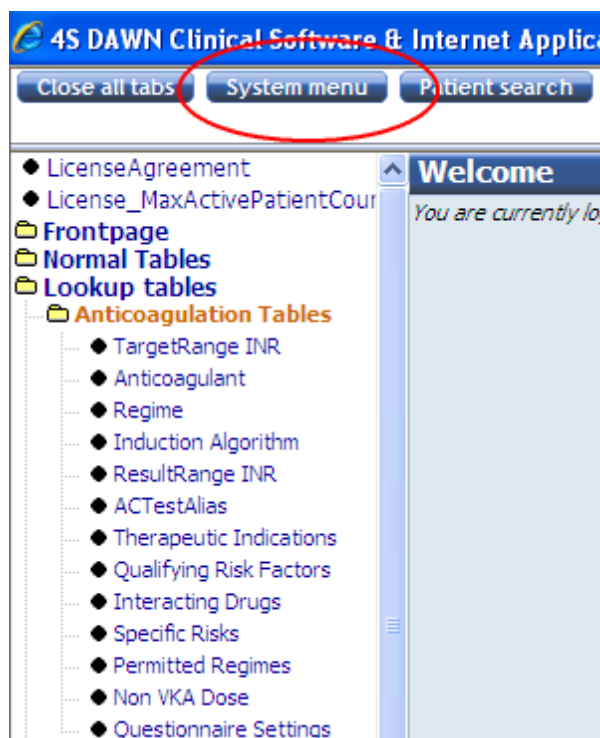 4S DAWN Clinical Software & Internet Applic
Close all tabs System menu Patient search
LicenseAgreement
License_MaxActivePatientCour
Frontpage
Normal Tables
Lookup tables
Anticoagulation Tables
TargetRange INR
Anticoagulant
Regime
Induction Algorithm
ResultRange INR
ACTestAlias
Therapeutic Indications
Qualifying Risk Factors
Interacting Drugs
Specific Risks
Permitted Regimes
Non VKA Dose
Questionnaire Settings
Welcome
You are currently lo